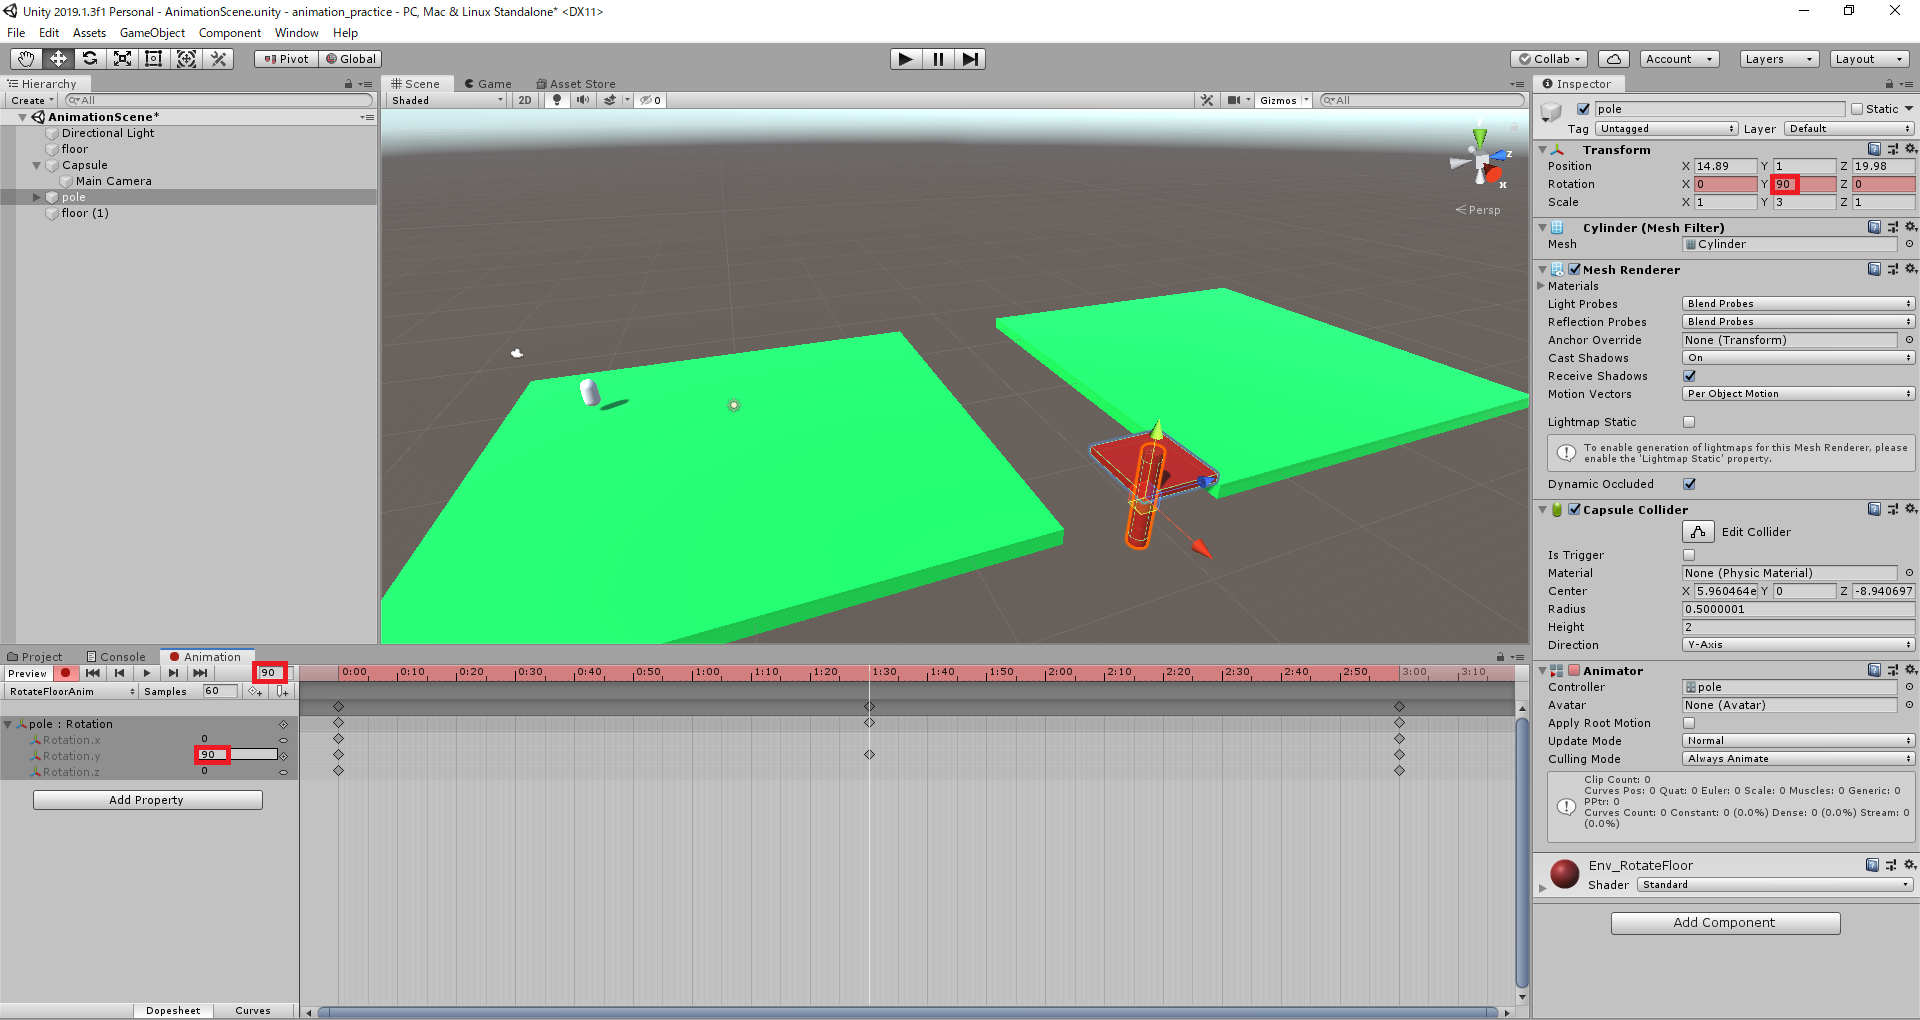 Unity 2019.1.3f1 Personal - AnimationScene.unity - animation_practice - PC, Mac & Linux Standalone* <DX11>
File Edit Assets GameObject Component Window Help
Pivot Global Collab Account Layers Layout
Hierarchy
Create All
AnimationScene*
Directional Light
floor
Capsule
Main Camera
pole
floor (1)
Scene Game Asset Store
Shaded 2D 0 Gizmos All
y
z
x
Persp
Inspector
pole Static
Tag Untagged Layer Default
Transform
Position X 14.89 Y 1 Z 19.98
Rotation X 0 Y 90 Z 0
Scale X 1 Y 3 Z 1
Cylinder (Mesh Filter)
Mesh Cylinder
Mesh Renderer
Materials
Light Probes Blend Probes
Reflection Probes Blend Probes
Anchor Override None (Transform)
Cast Shadows On
Receive Shadows
Motion Vectors Per Object Motion
Lightmap Static
To enable generation of lightmaps for this Mesh Renderer, please
enable the 'Lightmap Static' property.
Dynamic Occluded
Capsule Collider
Edit Collider
Is Trigger
Material None (Physic Material)
Center X 5.960464e Y 0 Z -8.940697
Radius 0.5000001
Height 2
Direction Y-Axis
Animator
Controller pole
Avatar None (Avatar)
Apply Root Motion
Update Mode Normal
Culling Mode Always Animate
Clip Count: 0
Curves Pos: 0 Quat: 0 Euler: 0 Scale: 0 Muscles: 0 Generic: 0
PPtr: 0
Curves Count: 0 Constant: 0 (0.0%) Dense: 0 (0.0%) Stream: 0
(0.0%)
Env_RotateFloor
Shader Standard
Add Component
Project Console Animation
Preview 90 0:00 0:10 0:20 0:30 0:40 0:50 1:00 1:10 1:20 1:30 1:40 1:50 2:00 2:10 2:20 2:30 2:40 2:50 3:00 3:10
RotateFloorAnim Samples 60
pole : Rotation
Rotation.x 0
Rotation.y 90
Rotation.z 0
Add Property
Dopesheet Curves